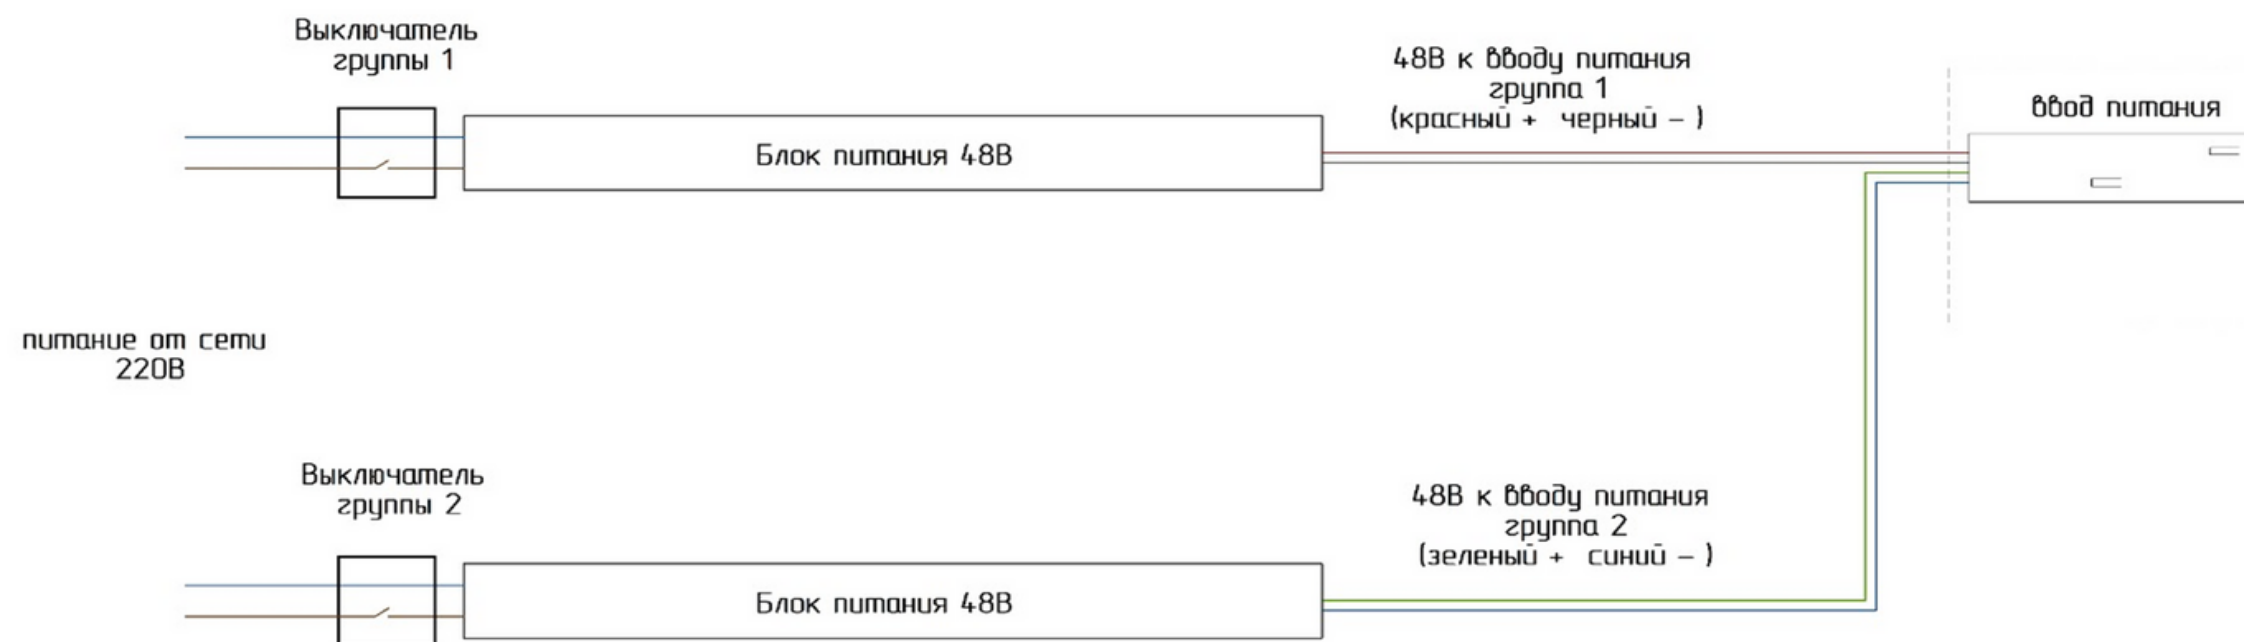 Выключатель
группы 1
48В к вводу питания
группа 1
(красный + черный - )
ввод питания
Блок питания 48В
питание от сети
220В
Выключатель
группы 2
48В к вводу питания
группа 2
(зеленый + синий - )
Блок питания 48В